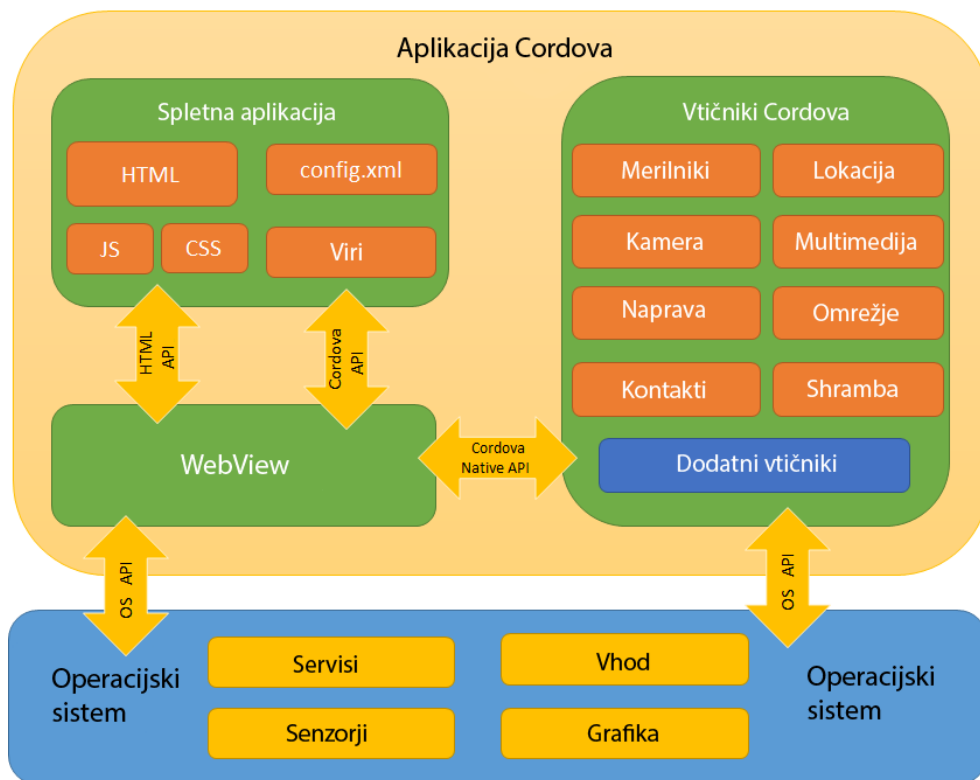 Aplikacija Cordova
Spletna aplikacija
HTML
config.xml
JS
CSS
Viri
HTML
API
Cordova
API
WebView
Cordova
Native API
Vtičniki Cordova
Merilniki
Lokacija
Kamera
Multimedija
Naprava
Omrežje
Kontakti
Shramba
Dodatni vtičniki
OS API
OS API
Operacijski
sistem
Servisi
Vhod
Senzorji
Grafika
Operacijski
sistem